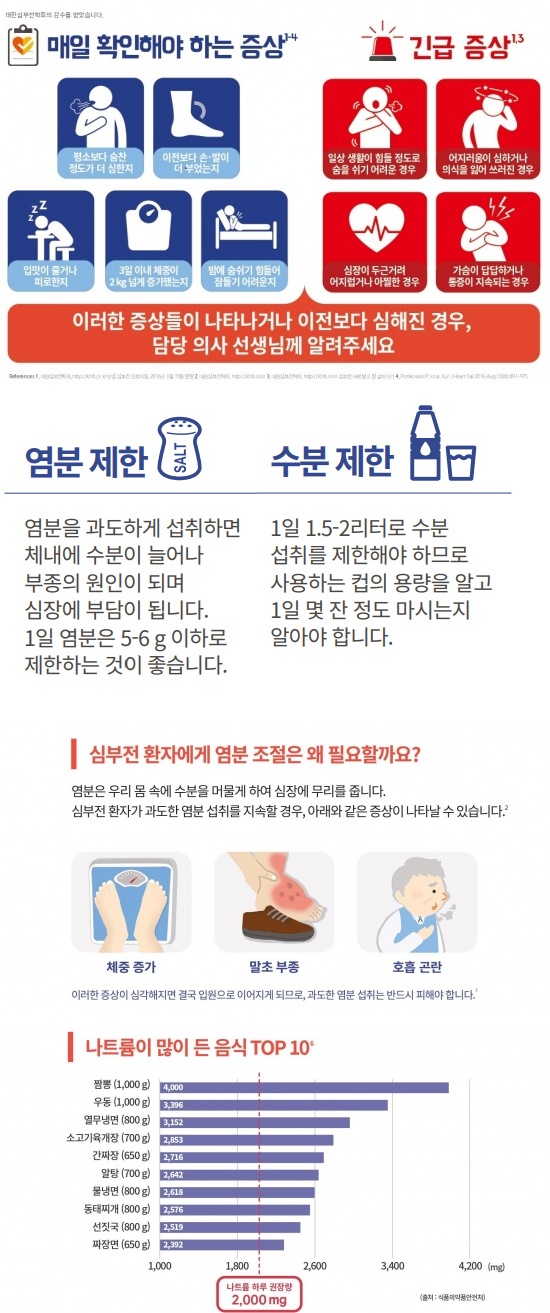 대한심부전학회의 감수를 받았습니다.
매일 확인해야 하는 증상1-4
긴급 증상1,3
평소보다 숨찬
정도가 더 심한지
이전보다 손·발이
더 부었는지
일상 생활이 힘들 정도로
숨을 쉬기 어려운 경우
어지러움이 심하거나
의식을 잃어 쓰러진 경우
z z z
입맛이 줄거나
피로한지
3일 이내 체중이
2 kg 넘게 증가했는지
밤에 숨쉬기 힘들어
잠들기 어려운지
심장이 두근거려
어지럽거나 아찔한 경우
가슴이 답답하거나
통증이 지속되는 경우
이러한 증상들이 나타나거나 이전보다 심해진 경우,
담당 의사 선생님께 알려주세요
References 1.
염분 제한
SALT
수분 제한
염분을 과도하게 섭취하면
체내에 수분이 늘어나
부종의 원인이 되며
심장에 부담이 됩니다.
1일 염분은 5-6 g 이하로
제한하는 것이 좋습니다.
1일 1.5-2리터로 수분
섭취를 제한해야 하므로
사용하는 컵의 용량을 알고
1일 몇 잔 정도 마시는지
알아야 합니다.
심부전 환자에게 염분 조절은 왜 필요할까요?
염분은 우리 몸 속에 수분을 머물게 하여 심장에 무리를 줍니다.
심부전 환자가 과도한 염분 섭취를 지속할 경우, 아래와 같은 증상이 나타날 수 있습니다.2
체중 증가
말초 부종
호흡 곤란
이러한 증상이 심각해지면 결국 입원으로 이어지게 되므로, 과도한 염분 섭취는 반드시 피해야 합니다.
나트륨이 많이 든 음식 TOP 106
짬뽕 (1,000 g) 4,000
우동 (1,000 g) 3,396
열무냉면 (800 g) 3,152
소고기육개장 (700 g) 2,853
간짜장 (650 g) 2,716
알탕 (700 g) 2,642
물냉면 (800 g) 2,618
동태찌개 (800 g) 2,576
선짓국 (800 g) 2,519
짜장면 (650 g) 2,392
1,000 1,800 2,600 3,400 4,200 (mg)
나트륨 하루 권장량
2,000 mg
(출처 : 식품의약품안전처)